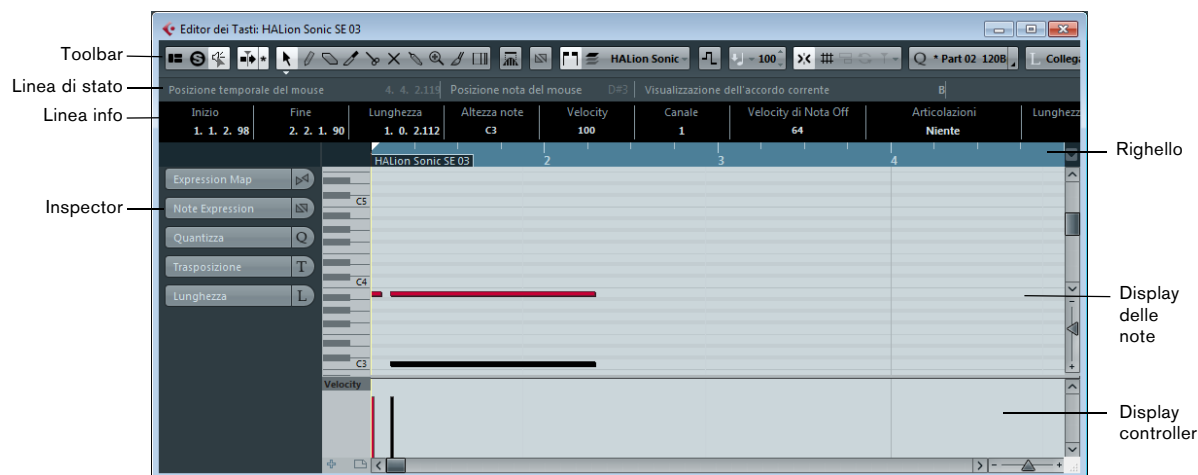 Editor dei Tasti: HALion Sonic SE 03
Toolbar
HALion Sonic
100
Q * Part 02 120B
L
Linea di stato
Posizione temporale del mouse 4. 4. 2.119 Posizione nota del mouse D#3 Visualizzazione dell'accordo corrente B
Linea info
Inizio Fine Lunghezza Altezza note Velocity Canale Velocity di Nota Off Articolazioni
1. 1. 2. 98 2. 2. 1. 90 1. 0. 2.112 C3 100 1 64 Niente
Righello
HALion Sonic SE 03 2 3 4
Expression Map
C5
Inspector
Note Expression
Quantizza Q
Trasposizione T
C4
Lunghezza L
Display
delle
note
C3
Velocity
Display
controller